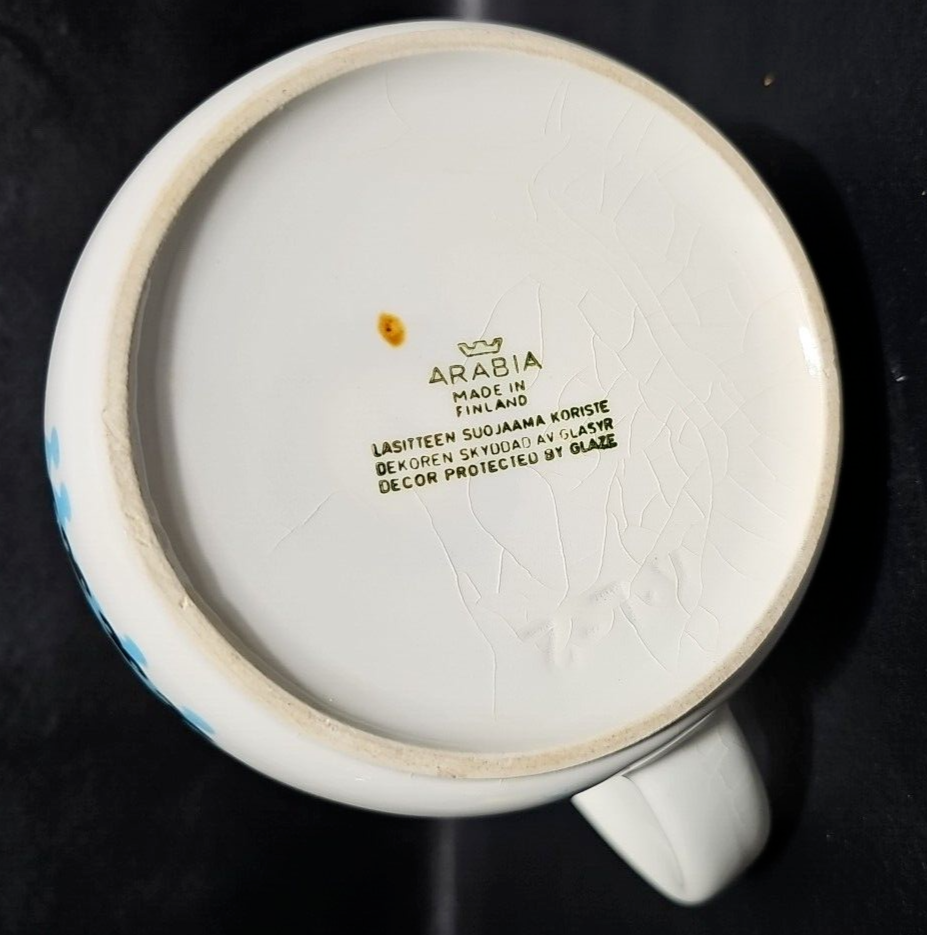 ARABIA
MADE IN
FINLAND
LASITTEEN SUOJAAMA KORISTE
DEKOREN SKYDDAD AV GLASYR
DECOR PROTECTED BY GLAZE